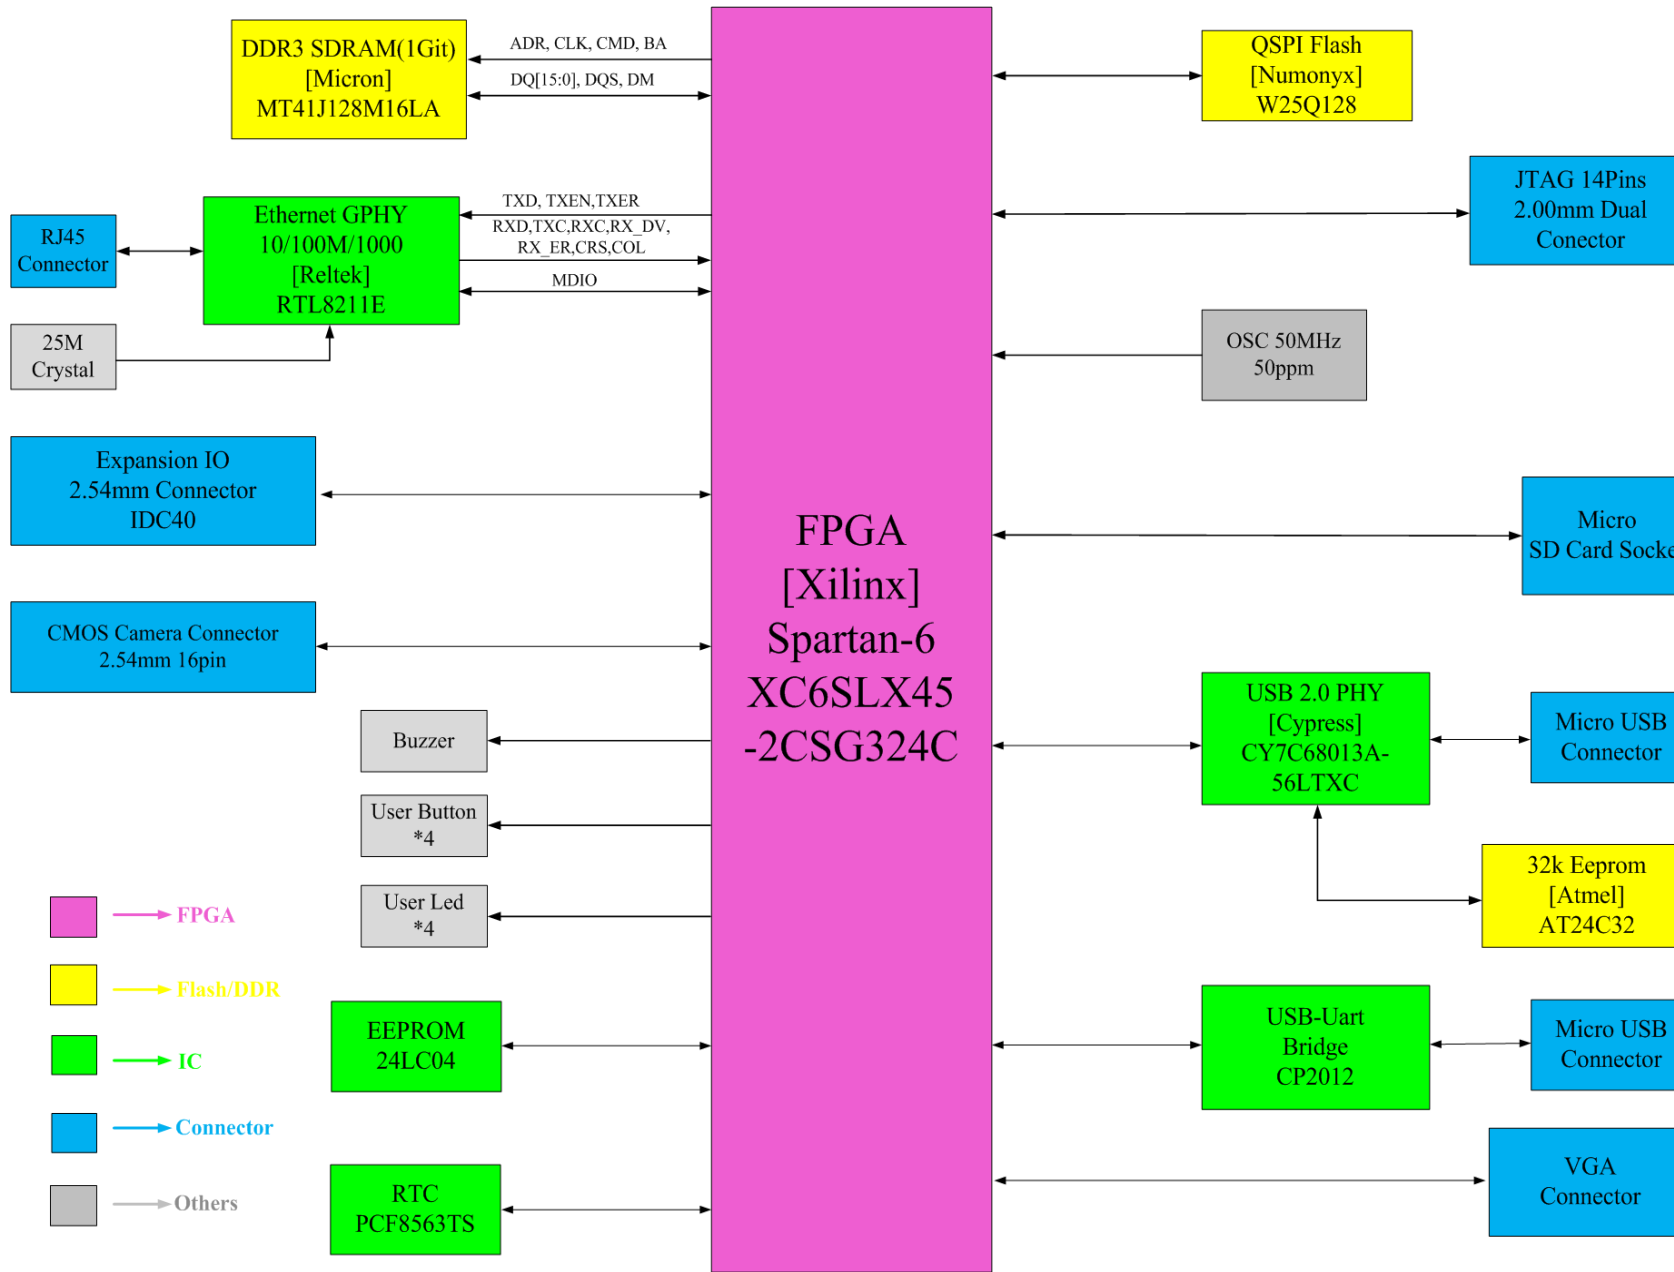 DDR3 SDRAM(1Git)
[Micron]
MT41J128M16LA
ADR, CLK, CMD, BA
DQ[15:0], DQS, DM
QSPI Flash
[Numonyx]
W25Q128
JTAG 14Pins
2.00mm Dual
Conector
RJ45
Connector
Ethernet GPHY
10/100M/1000
[Reltek]
RTL8211E
TXD, TXEN,TXER
RXD,TXC,RXC,RX_DV,
RX_ER,CRS,COL
MDIO
25M
Crystal
OSC 50MHz
50ppm
Expansion IO
2.54mm Connector
IDC40
Micro
SD Card Socke
FPGA
[Xilinx]
Spartan-6
XC6SLX45
-2CSG324C
CMOS Camera Connector
2.54mm 16pin
USB 2.0 PHY
[Cypress]
CY7C68013A-
56LTXC
Micro USB
Connector
Buzzer
User Button
*4
User Led
*4
32k Eeprom
[Atmel]
AT24C32
FPGA
Flash/DDR
IC
Connector
Others
EEPROM
24LC04
USB-Uart
Bridge
CP2012
Micro USB
Connector
RTC
PCF8563TS
VGA
Connector